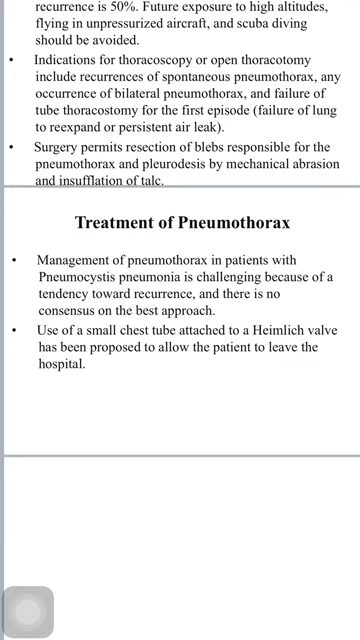 recurrence is 50%. Future exposure to high altitudes,
flying in unpressurized aircraft, and scuba diving
should be avoided.
• Indications for thoracoscopy or open thoracotomy
include recurrences of spontaneous pneumothorax, any
occurrence of bilateral pneumothorax, and failure of
tube thoracostomy for the first episode (failure of lung
to reexpand or persistent air leak).
• Surgery permits resection of blebs responsible for the
pneumothorax and pleurodesis by mechanical abrasion
and insufflation of talc.
Treatment of Pneumothorax
• Management of pneumothorax in patients with
Pneumocystis pneumonia is challenging because of a
tendency toward recurrence, and there is no
consensus on the best approach.
• Use of a small chest tube attached to a Heimlich valve
has been proposed to allow the patient to leave the
hospital.